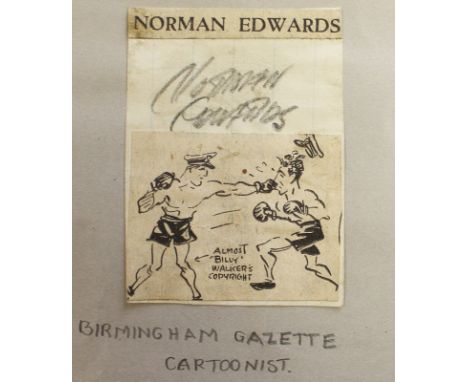 NORMAN EDWARDS
NORMAN
EDWARDS
ALMOST
"BILLY"
WALKER'S
COPYRIGHT
BIRMINGHAM GAZETTE
CARTOONIST.